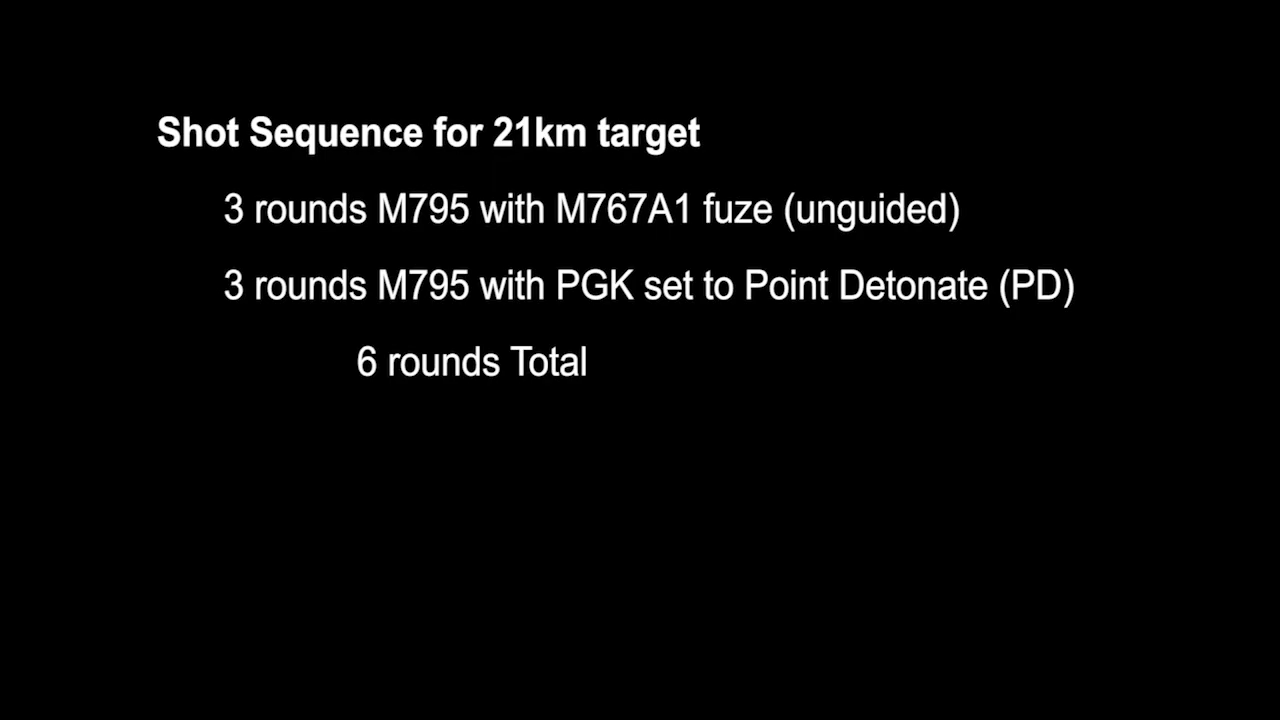 Shot Sequence for 21km target
3 rounds M795 with M767A1 fuze (unguided)
3 rounds M795 with PGK set to Point Detonate (PD)
6 rounds Total